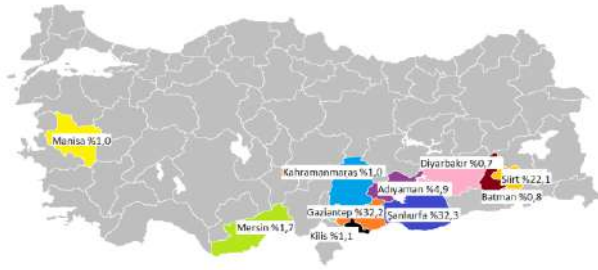 Manisa %1,0
Diyarbakır %0,7
Kahramanmaraş %1,0
Siirt %22,1
Adıyaman %4,9
Batman %0,8
Gaziantep %32,2
Şanlıurfa %32,3
Mersin %1,7
Kilis %1,1